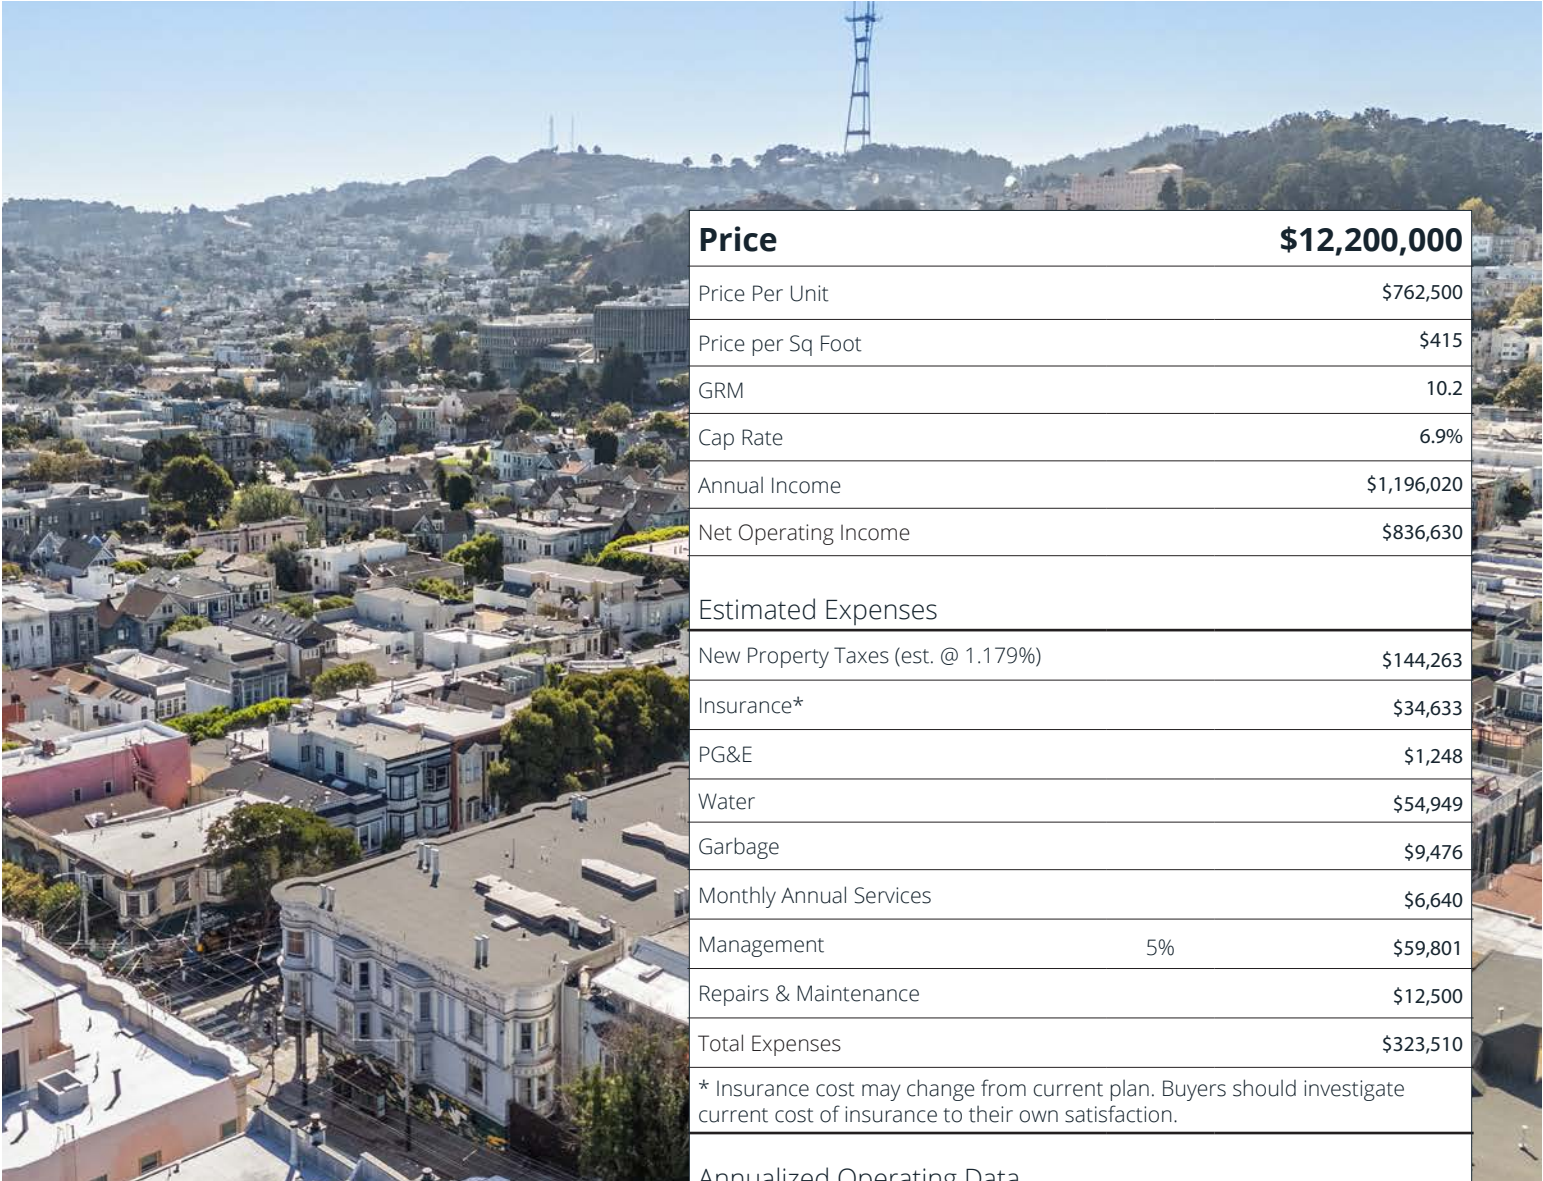 Price $12,200,000
Price Per Unit $762,500
Price per Sq Foot $415
GRM 10.2
Cap Rate 6.9%
Annual Income $1,196,020
Net Operating Income $836,630
Estimated Expenses
New Property Taxes (est. @ 1.179%) $144,263
Insurance* $34,633
PG&E $1,248
Water $54,949
Garbage $9,476
Monthly Annual Services $6,640
Management 5% $59,801
Repairs & Maintenance $12,500
Total Expenses $323,510
* Insurance cost may change from current plan. Buyers should investigate
current cost of insurance to their own satisfaction.
Annualized Operating Data